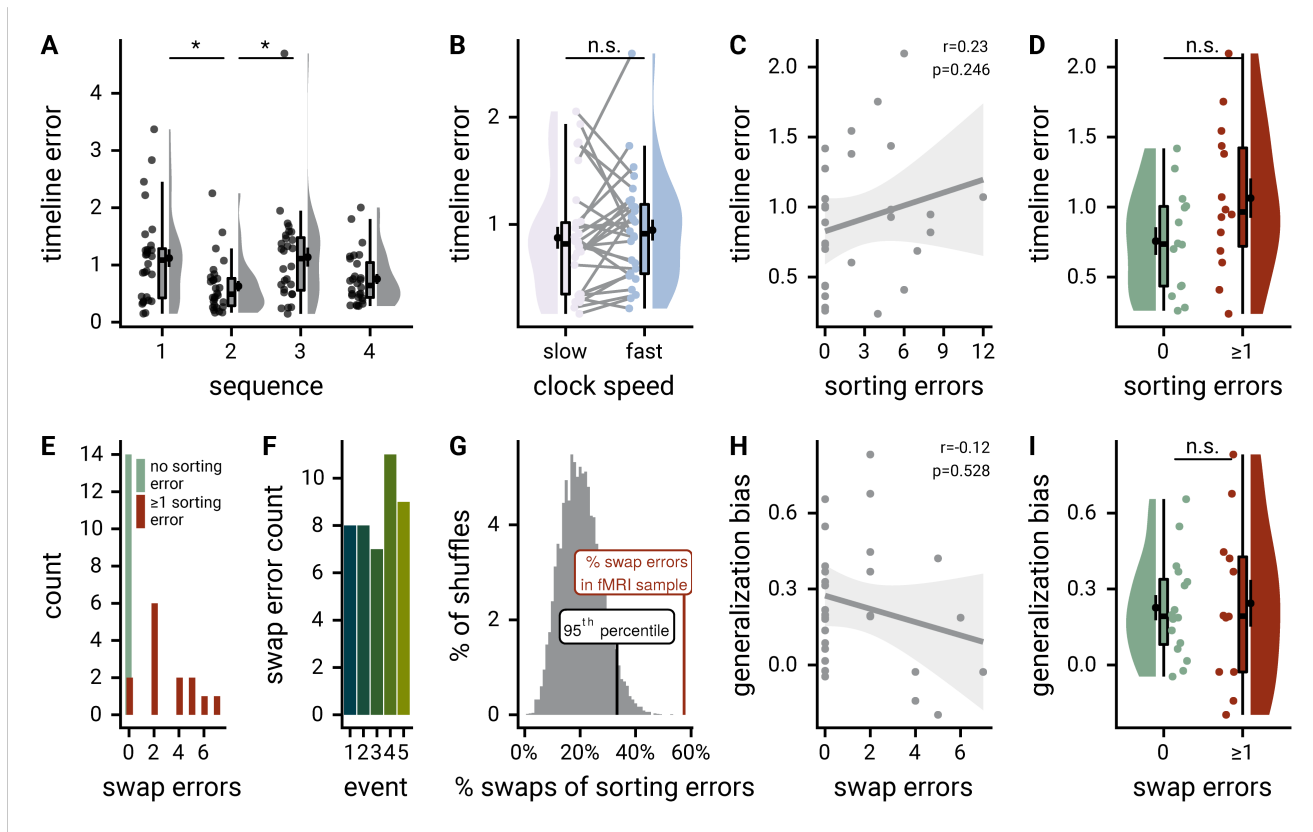 A
timeline error
4
3
2
1
0
*
*
1
2
3
4
sequence
B
timeline error
2
1
n.s.
slow
fast
clock speed
C
timeline error
2.0
1.5
1.0
0.5
r=0.23
p=0.246
0
3
6
9
12
sorting errors
D
timeline error
2.0
1.5
1.0
0.5
n.s.
0
≥1
sorting errors
E
count
14
12
10
8
6
4
2
0
no sorting
error
≥1 sorting
error
0
2
4
6
swap errors
F
swap error count
10
8
6
4
2
0
1 2 3 4 5
event
G
% of shuffles
4
2
0
% swap errors
in fMRI sample
95th percentile
0%
20%
40%
60%
% swaps of sorting errors
H
generalization bias
0.6
0.3
0.0
r=-0.12
p=0.528
0
2
4
6
swap errors
I
generalization bias
0.6
0.3
0.0
n.s.
0
≥1
swap errors